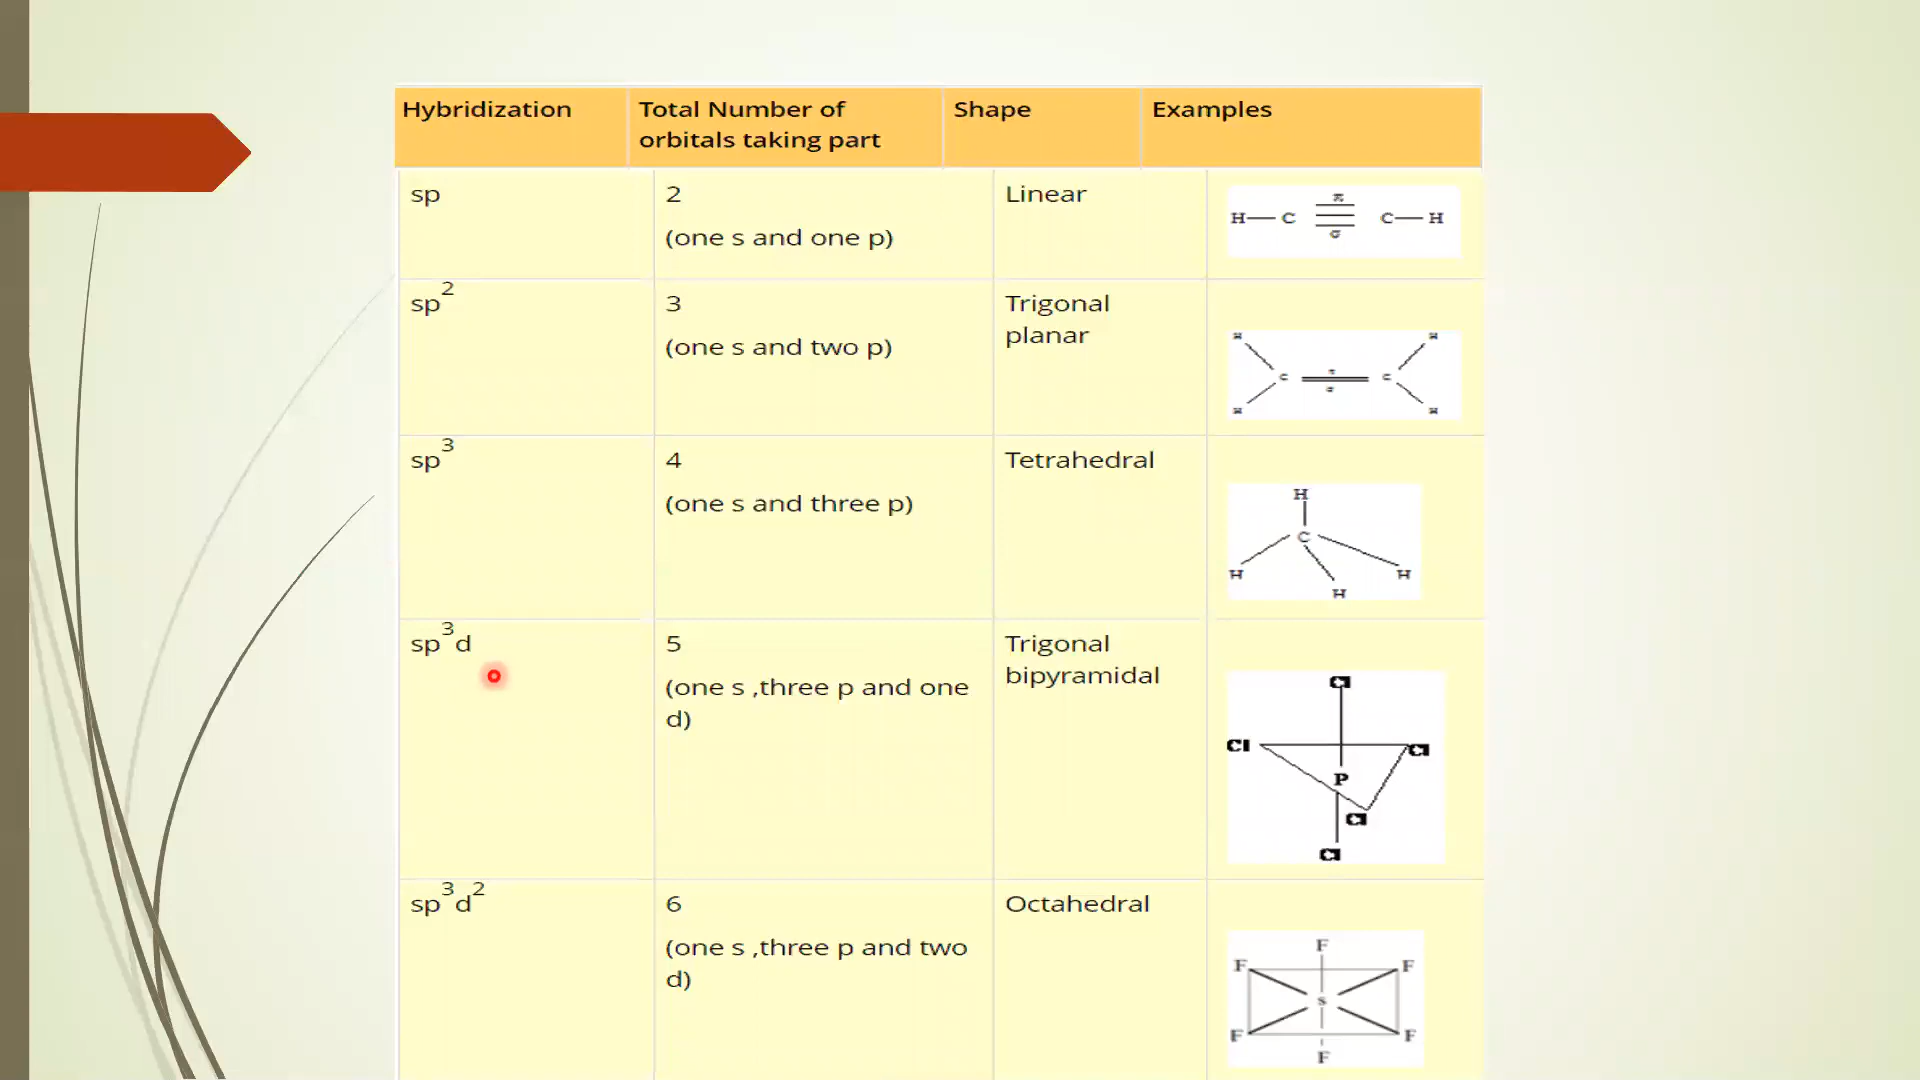 Hybridization
Total Number of
orbitals taking part
Shape
Examples
sp
2
(one s and one p)
Linear
π
H C C H
σ
sp²
3
(one s and two p)
Trigonal
planar
H H
π
C C
σ
H H
sp³
4
(one s and three p)
Tetrahedral
H
C
H H
H
sp³d
5
(one s ,three p and one
d)
Trigonal
bipyramidal
Cl
Cl Cl
P
Cl
Cl
sp³d²
6
(one s ,three p and two
d)
Octahedral
F
F F
s
F F
F